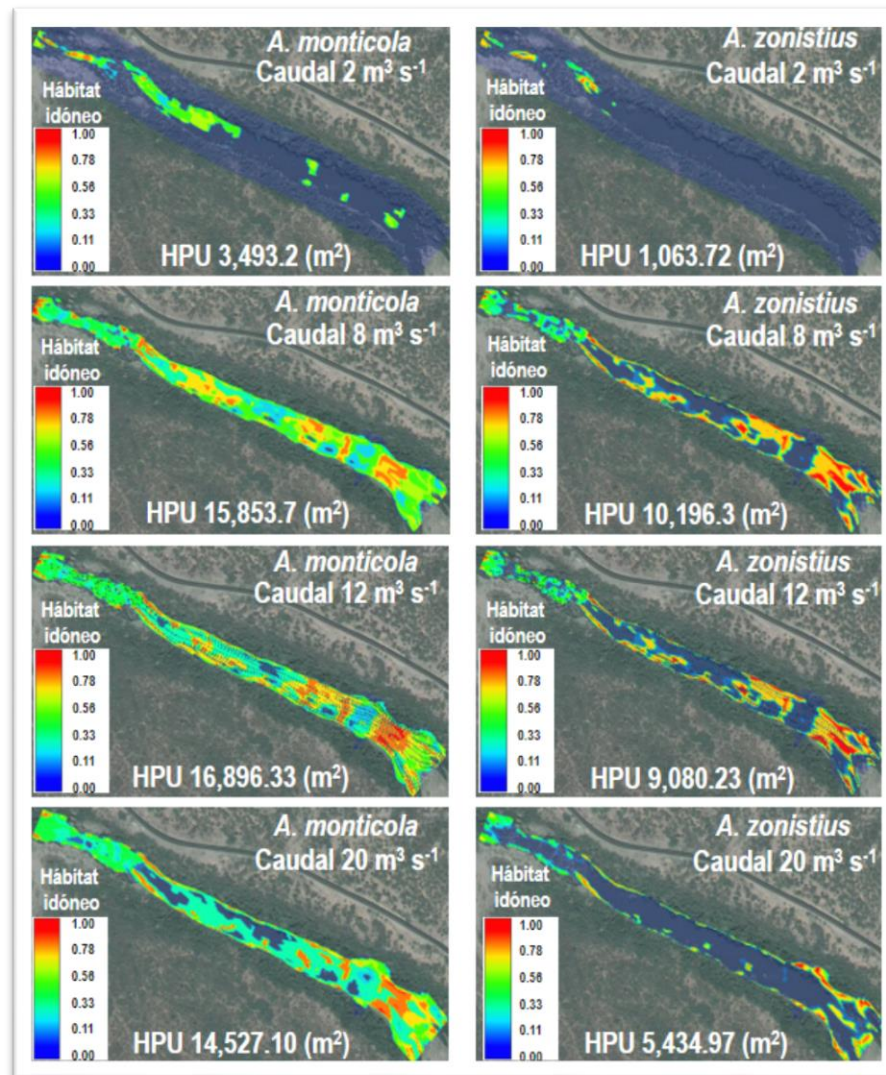 A. monticola
Caudal 2 m³ s⁻¹
Hábitat
idóneo
1.00
0.78
0.56
0.33
0.11
0.00
HPU 3,493.2 (m²)
A. zonistius
Caudal 2 m³ s⁻¹
Hábitat
idóneo
1.00
0.78
0.56
0.33
0.11
0.00
HPU 1,063.72 (m²)
A. monticola
Caudal 8 m³ s⁻¹
Hábitat
idóneo
1.00
0.78
0.56
0.33
0.11
0.00
HPU 15,853.7 (m²)
A. zonistius
Caudal 8 m³ s⁻¹
Hábitat
idóneo
1.00
0.78
0.56
0.33
0.11
0.00
HPU 10,196.3 (m²)
A. monticola
Caudal 12 m³ s⁻¹
Hábitat
idóneo
1.00
0.78
0.56
0.33
0.11
0.00
HPU 16,896.33 (m²)
A. zonistius
Caudal 12 m³ s⁻¹
Hábitat
idóneo
1.00
0.78
0.56
0.33
0.11
0.00
HPU 9,080.23 (m²)
A. monticola
Caudal 20 m³ s⁻¹
Hábitat
idóneo
1.00
0.78
0.56
0.33
0.11
0.00
HPU 14,527.10 (m²)
A. zonistius
Caudal 20 m³ s⁻¹
Hábitat
idóneo
1.00
0.78
0.56
0.33
0.11
0.00
HPU 5,434.97 (m²)